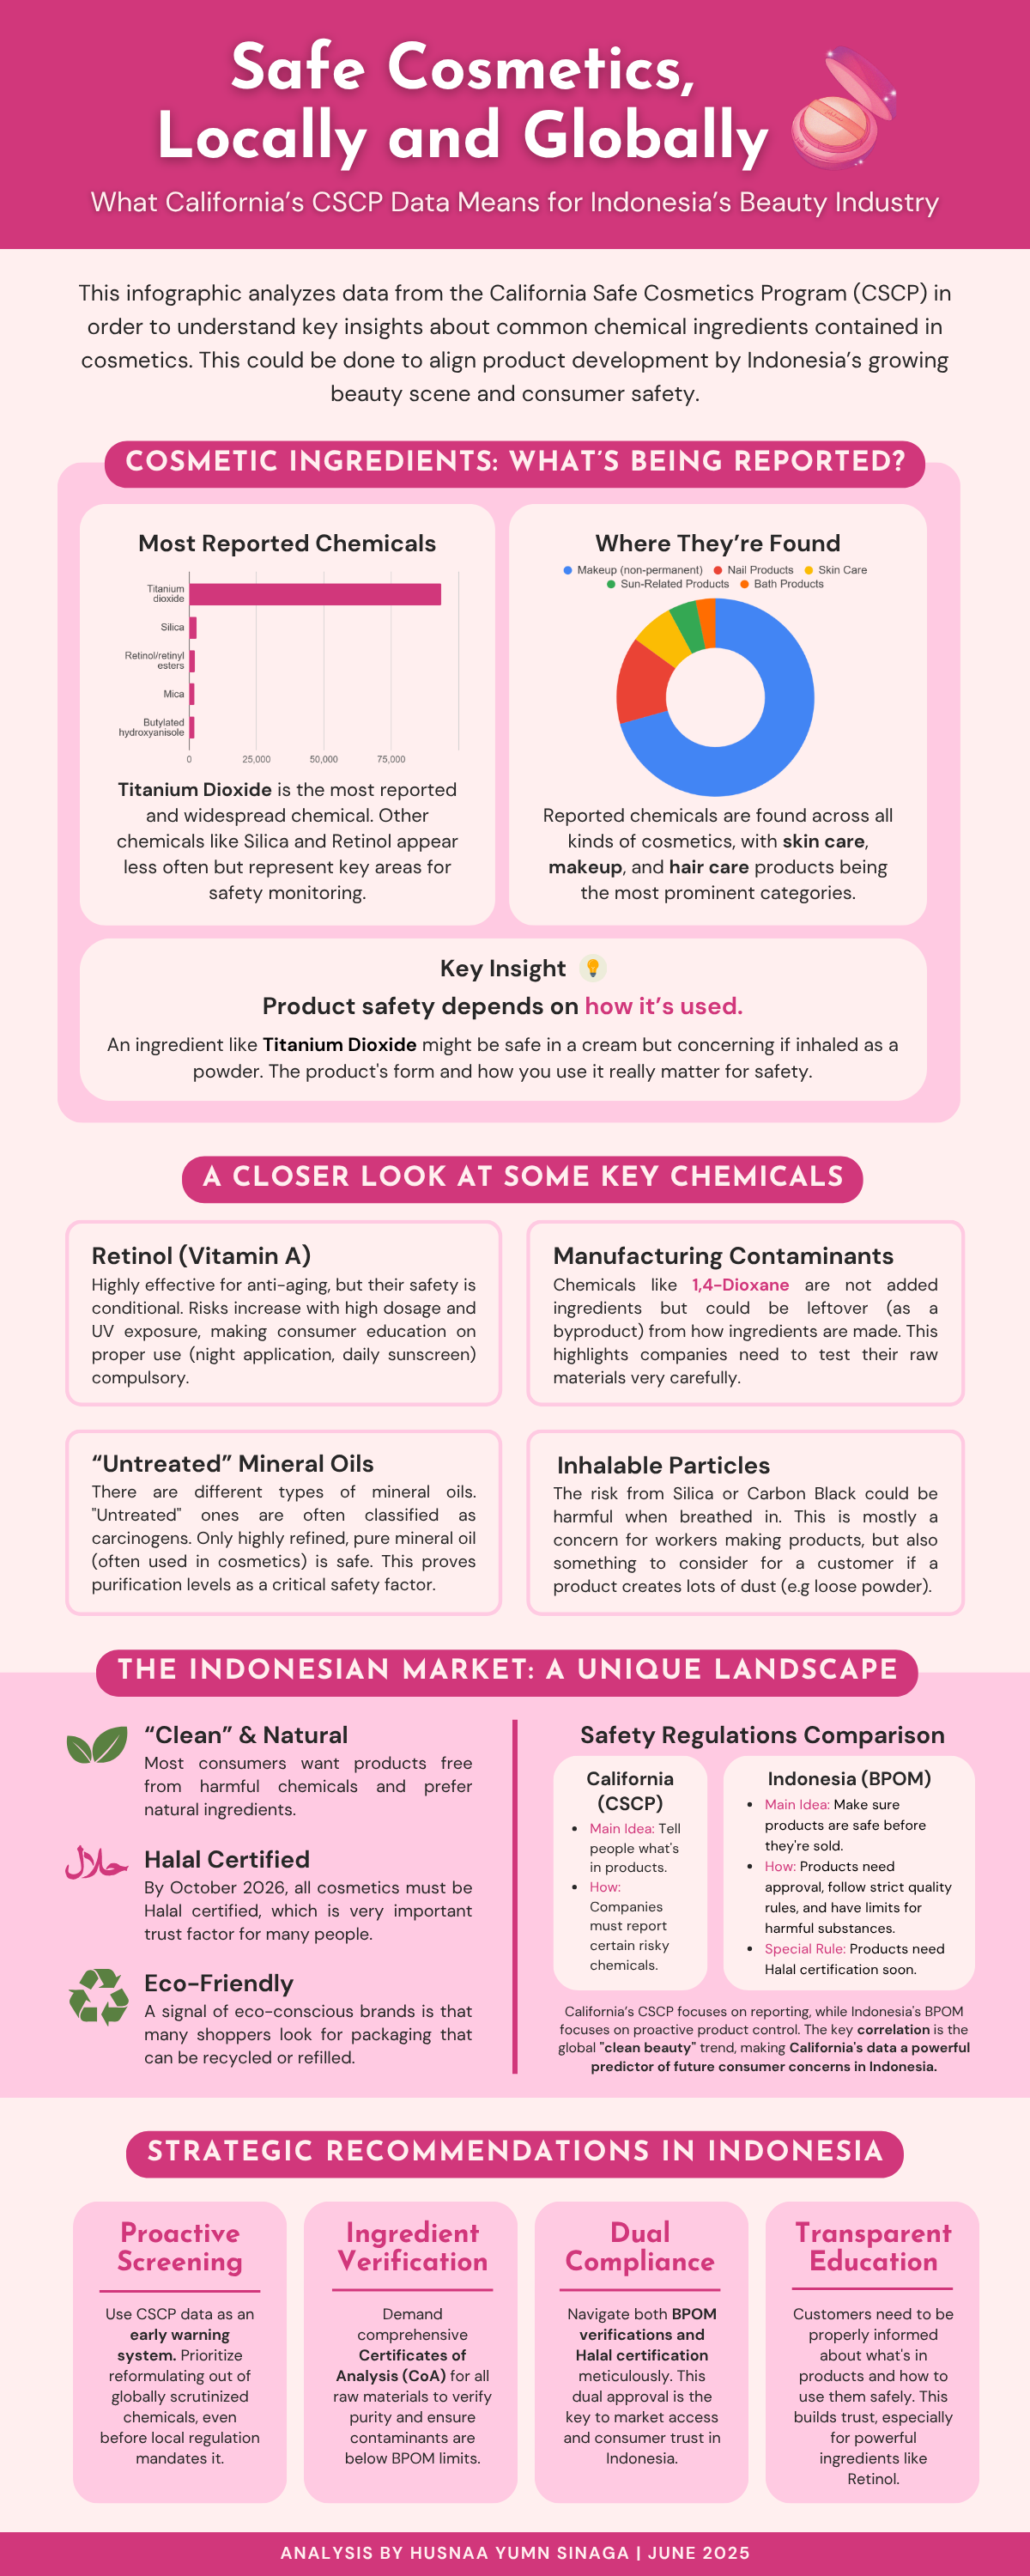 Safe Cosmetics,
Locally and Globally
What California's CSCP Data Means for Indonesia's Beauty Industry
This infographic analyzes data from the California Safe Cosmetics Program (CSCP) in
order to understand key insights about common chemical ingredients contained in
cosmetics. This could be done to align product development by Indonesia's growing
beauty scene and consumer safety.
COSMETIC INGREDIENTS: WHAT'S BEING REPORTED?
Most Reported Chemicals
Titanium
dioxide
Silica
Retinol/retinyl
esters
Mica
Butylated
hydroxyanisole
0 25,000 50,000 75,000
Titanium Dioxide is the most reported
and widespread chemical. Other
chemicals like Silica and Retinol appear
less often but represent key areas for
safety monitoring.
Where They're Found
Makeup (non-permanent) Nail Products Skin Care
Sun-Related Products Bath Products
Reported chemicals are found across all
kinds of cosmetics, with skin care,
makeup, and hair care products being
the most prominent categories.
Key Insight
Product safety depends on how it's used.
An ingredient like Titanium Dioxide might be safe in a cream but concerning if inhaled as a
powder. The product's form and how you use it really matter for safety.
A CLOSER LOOK AT SOME KEY CHEMICALS
Retinol (Vitamin A)
Highly effective for anti-aging, but their safety is
conditional. Risks increase with high dosage and
UV exposure, making consumer education on
proper use (night application, daily sunscreen)
compulsory.
Manufacturing Contaminants
Chemicals like 1,4-Dioxane are not added
ingredients but could be leftover (as a
byproduct) from how ingredients are made. This
highlights companies need to test their raw
materials very carefully.
"Untreated" Mineral Oils
There are different types of mineral oils.
"Untreated" ones are often classified as
carcinogens. Only highly refined, pure mineral oil
(often used in cosmetics) is safe. This proves
purification levels as a critical safety factor.
Inhalable Particles
The risk from Silica or Carbon Black could be
harmful when breathed in. This is mostly a
concern for workers making products, but also
something to consider for a customer if a
product creates lots of dust (e.g loose powder).
THE INDONESIAN MARKET: A UNIQUE LANDSCAPE
"Clean" & Natural
Most consumers want products free
from harmful chemicals and prefer
natural ingredients.
حلال
Halal Certified
By October 2026, all cosmetics must be
Halal certified, which is very important
trust factor for many people.
Eco-Friendly
A signal of eco-conscious brands is that
many shoppers look for packaging that
can be recycled or refilled.
Safety Regulations Comparison
California
(CSCP)
• Main Idea: Tell
people what's
in products.
• How:
Companies
must report
certain risky
chemicals.
Indonesia (BPOM)
• Main Idea: Make sure
products are safe before
they're sold.
• How: Products need
approval, follow strict quality
rules, and have limits for
harmful substances.
• Special Rule: Products need
Halal certification soon.
California's CSCP focuses on reporting, while Indonesia's BPOM
focuses on proactive product control. The key correlation is the
global "clean beauty" trend, making California's data a powerful
predictor of future consumer concerns in Indonesia.
STRATEGIC RECOMMENDATIONS IN INDONESIA
Proactive
Screening
Use CSCP data as an
early warning
system. Prioritize
reformulating out of
globally scrutinized
chemicals, even
before local regulation
mandates it.
Ingredient
Verification
Demand
comprehensive
Certificates of
Analysis (CoA) for all
raw materials to verify
purity and ensure
contaminants are
below BPOM limits.
Dual
Compliance
Navigate both BPOM
verifications and
Halal certification
meticulously. This
dual approval is the
key to market access
and consumer trust in
Indonesia.
Transparent
Education
Customers need to be
properly informed
about what's in
products and how to
use them safely. This
builds trust, especially
for powerful
ingredients like
Retinol.
ANALYSIS BY HUSNAA YUMN SINAGA | JUNE 2025